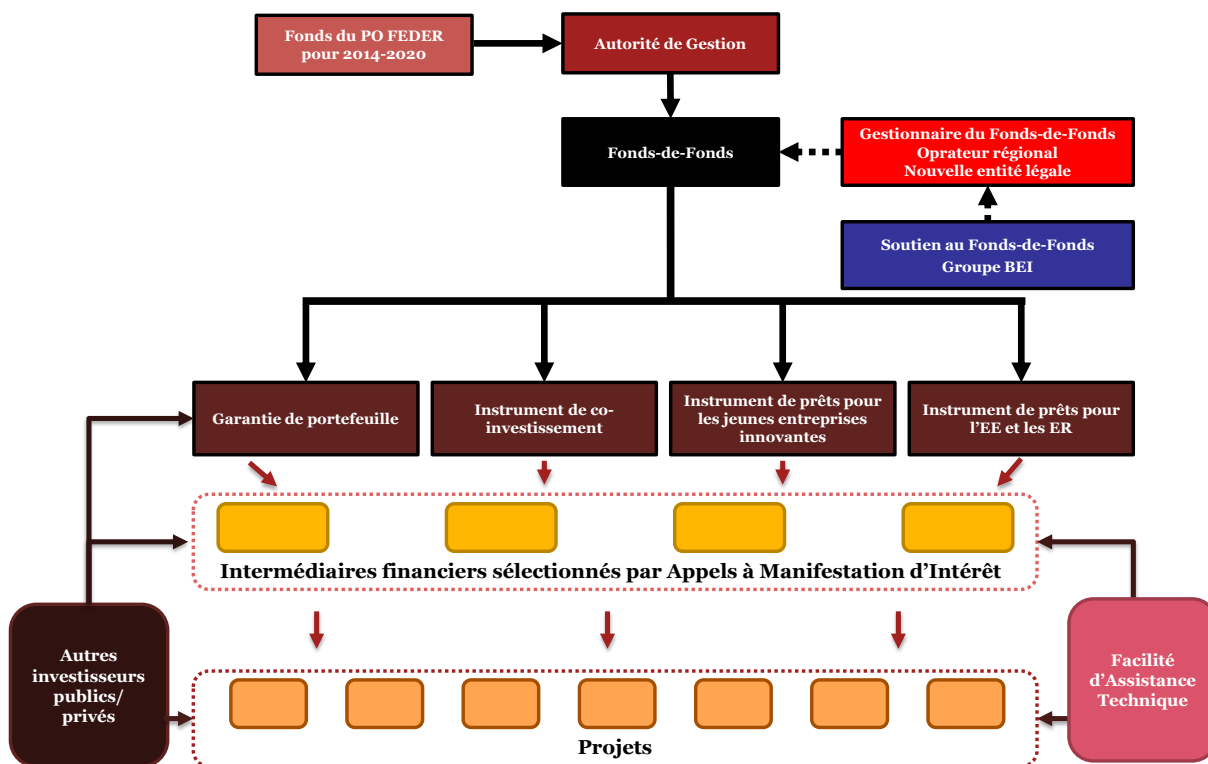 Fonds du PO FEDER
pour 2014-2020
Autorité de Gestion
Fonds-de-Fonds
Gestionnaire du Fonds-de-Fonds
Oprateur régional
Nouvelle entité légale
Soutien au Fonds-de-Fonds
Groupe BEI
Garantie de portefeuille
Instrument de co-
investissement
Instrument de prêts pour
les jeunes entreprises
innovantes
Instrument de prêts pour
l’EE et les ER
Intermédiaires financiers sélectionnés par Appels à Manifestation d’Intérêt
Autres
investisseurs
publics/
privés
Facilité
d’Assistance
Technique
Projets